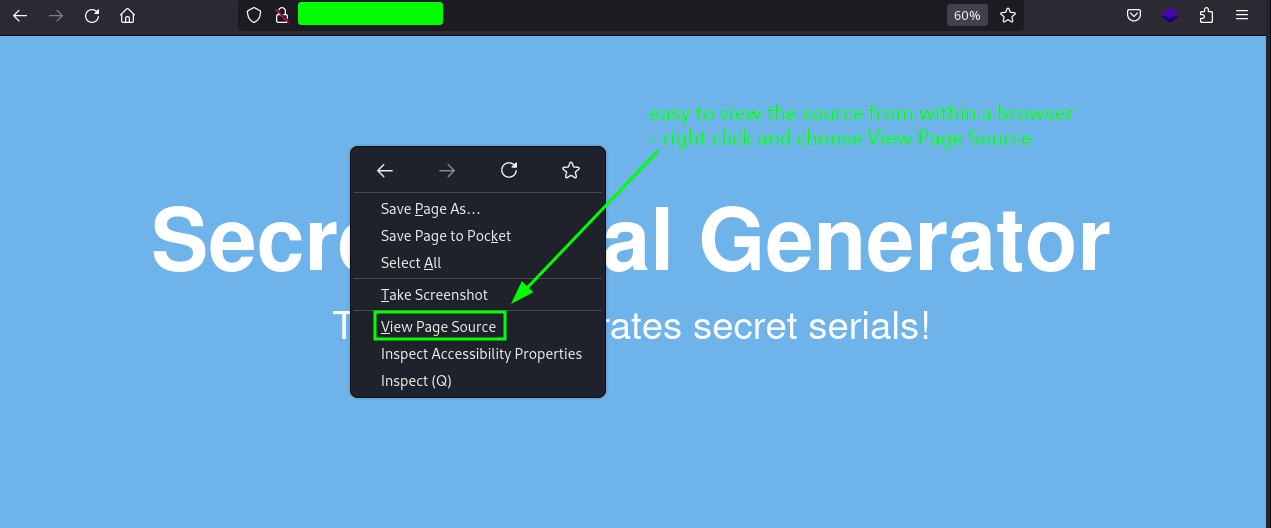 60%
easy to view the source from within a browser
- right click and choose View Page Source
Save Page As…
Save Page to Pocket
Select All
Take Screenshot
View Page Source
Inspect Accessibility Properties
Inspect (Q)
Secre al Generator
T rates secret serials!